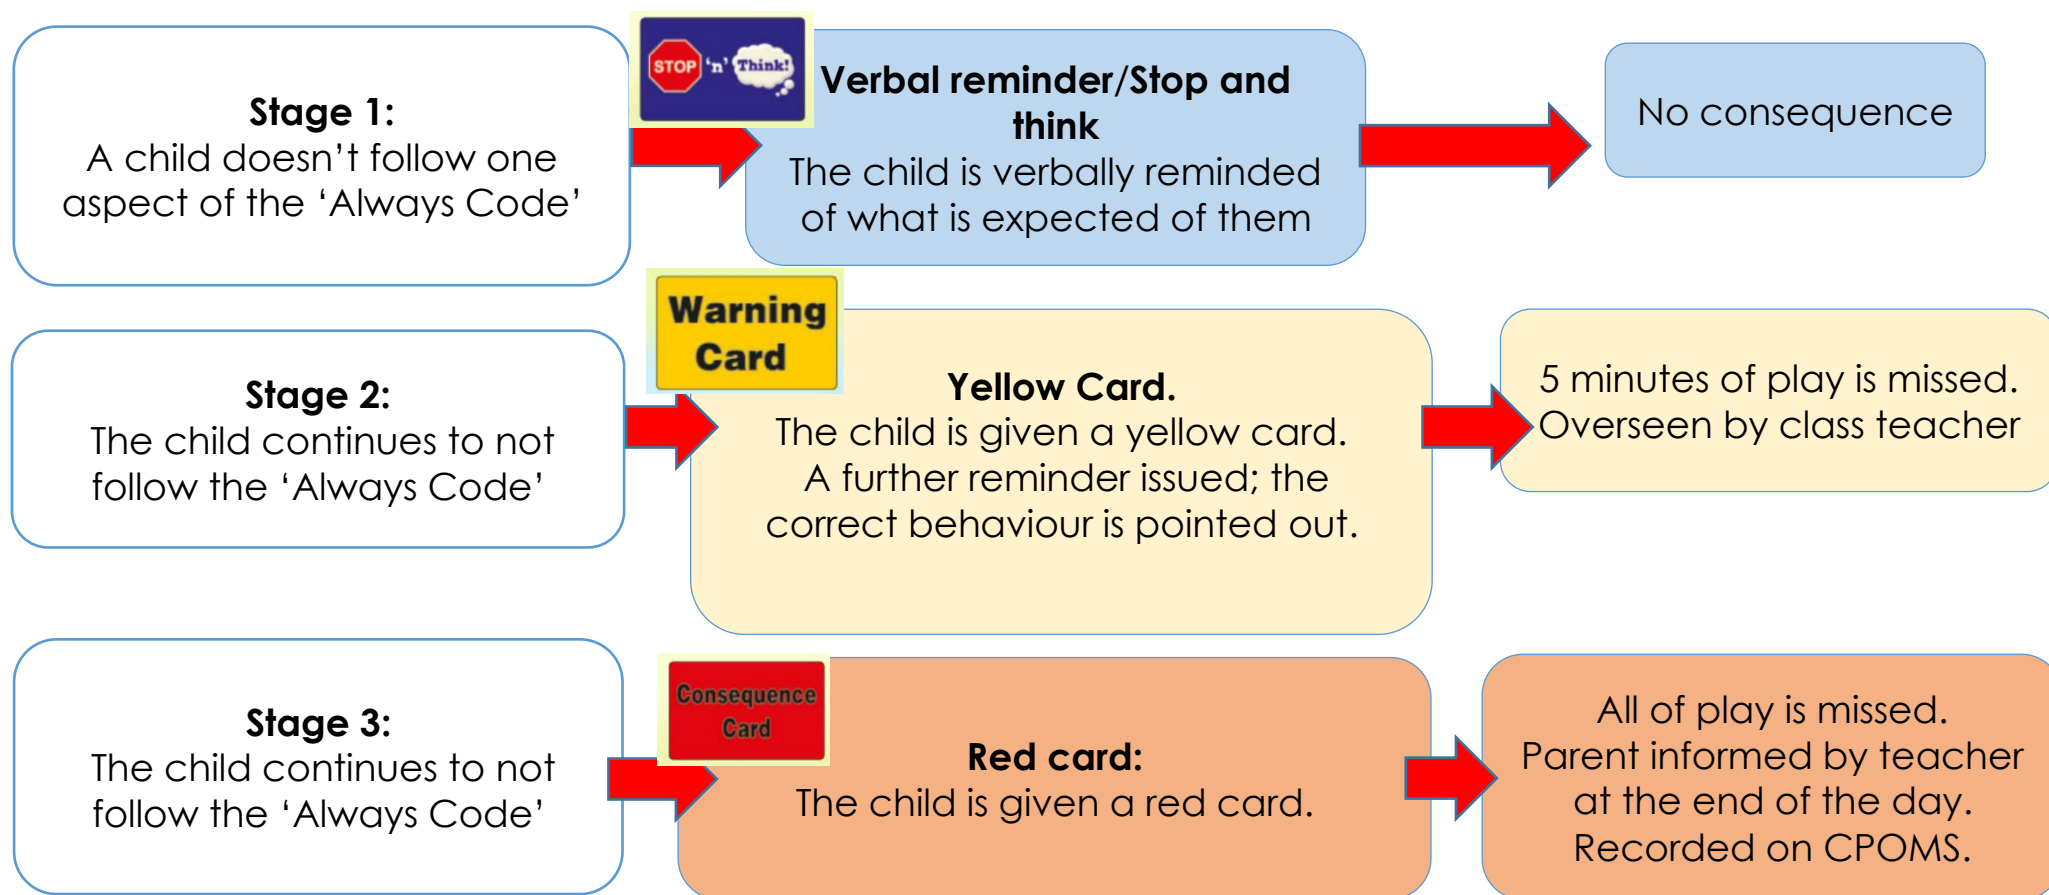 Stage 1:
A child doesn’t follow one
aspect of the ‘Always Code’
STOP ‘n’ Think!
Verbal reminder/Stop and
think
The child is verbally reminded
of what is expected of them
No consequence
Stage 2:
The child continues to not
follow the ‘Always Code’
Warning
Card
Yellow Card.
The child is given a yellow card.
A further reminder issued; the
correct behaviour is pointed out.
5 minutes of play is missed.
Overseen by class teacher
Stage 3:
The child continues to not
follow the ‘Always Code’
Consequence
Card
Red card:
The child is given a red card.
All of play is missed.
Parent informed by teacher
at the end of the day.
Recorded on CPOMS.